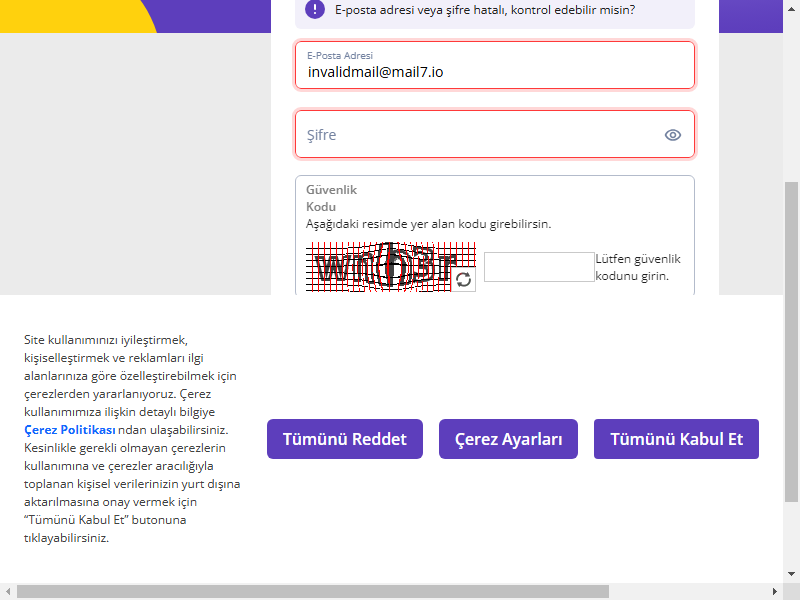 E-posta adresi veya şifre hatalı, kontrol edebilir misin?
E-Posta Adresi
invalidmail@mail7.io
Şifre
Güvenlik
Kodu
Aşağıdaki resimde yer alan kodu girebilirsin.
Lütfen güvenlik
kodunu girin.
Site kullanımınızı iyileştirmek,
kişiselleştirmek ve reklamları ilgi
alanlarınıza göre özelleştirebilmek için
çerezlerden yararlanıyoruz. Çerez
kullanımımıza ilişkin detaylı bilgiye
Çerez Politikası ndan ulaşabilirsiniz.
Kesinlikle gerekli olmayan çerezlerin
kullanımına ve çerezler aracılığıyla
toplanan kişisel verilerinizin yurt dışına
aktarılmasına onay vermek için
“Tümünü Kabul Et” butonuna
tıklayabilirsiniz.
Tümünü Reddet
Çerez Ayarları
Tümünü Kabul Et